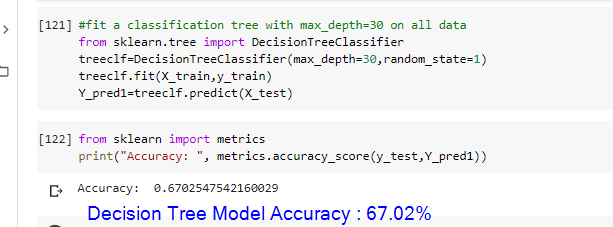 [121] #fit a classification tree with max_depth=30 on all data
from sklearn.tree import DecisionTreeClassifier
treeclf=DecisionTreeClassifier(max_depth=30,random_state=1)
treeclf.fit(X_train,y_train)
Y_pred1=treeclf.predict(X_test)
[122] from sklearn import metrics
print("Accuracy: ", metrics.accuracy_score(y_test,Y_pred1))
Accuracy:  0.6702547542160029
Decision Tree Model Accuracy : 67.02%